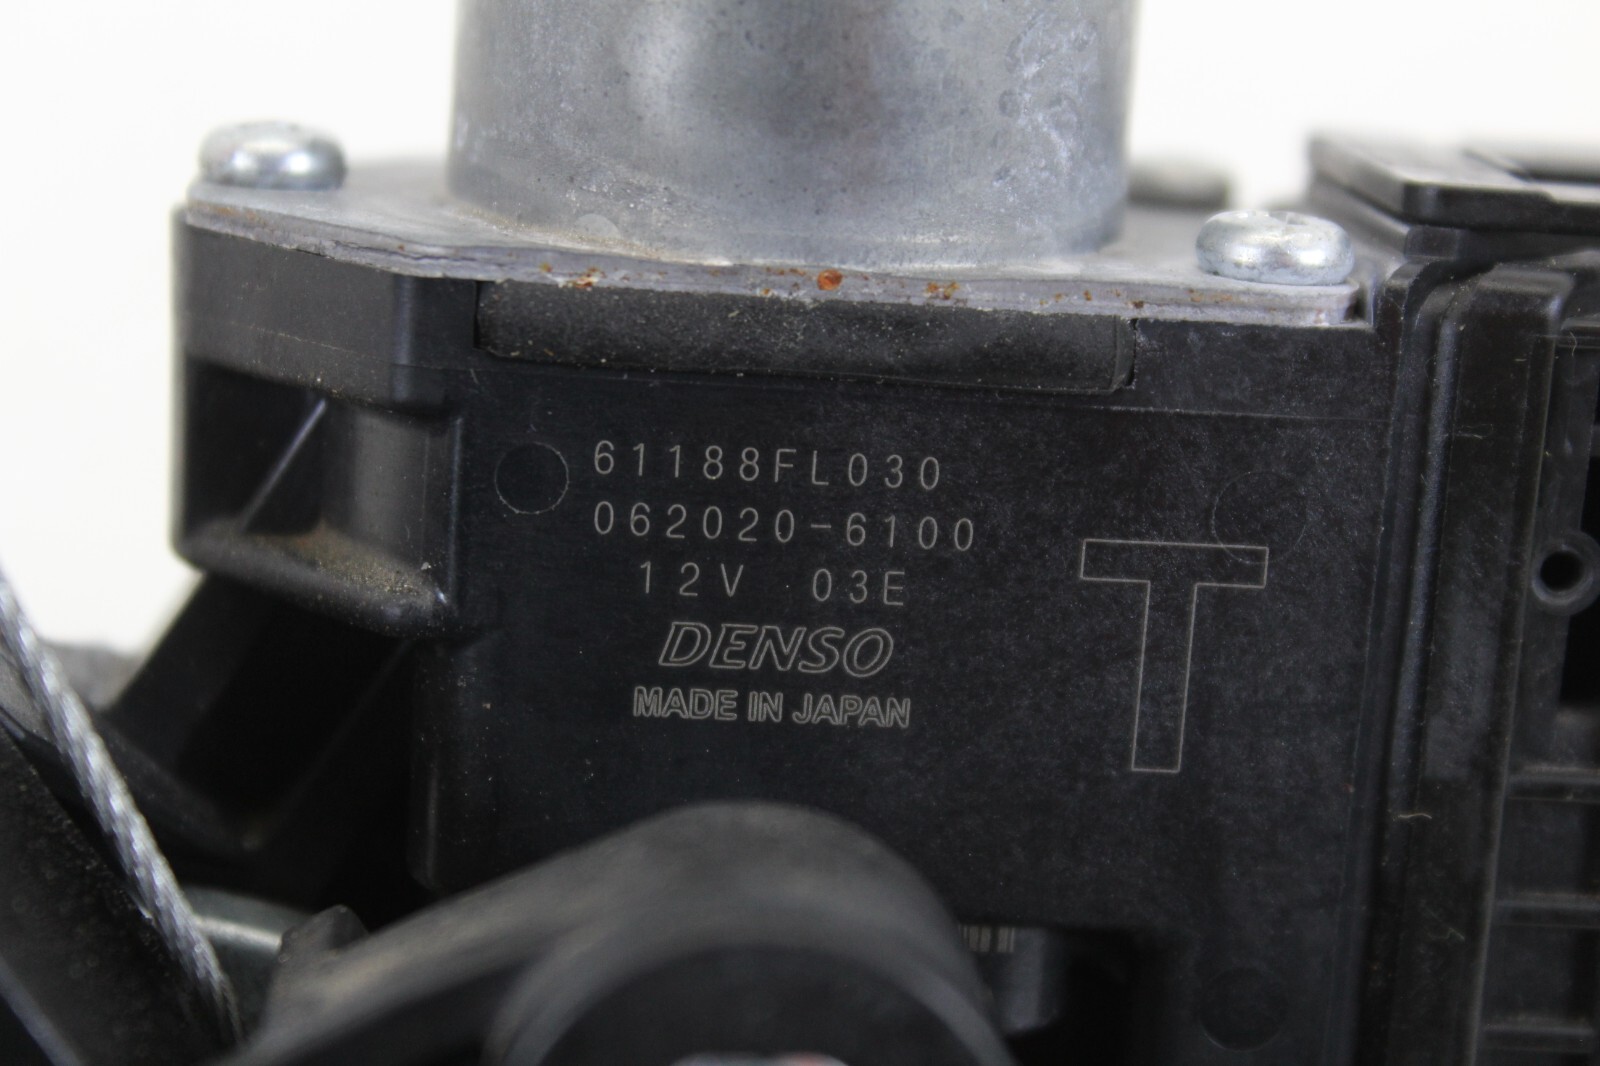 61188FL030
062020-6100
12V 03E
DENSO
MADE IN JAPAN
T